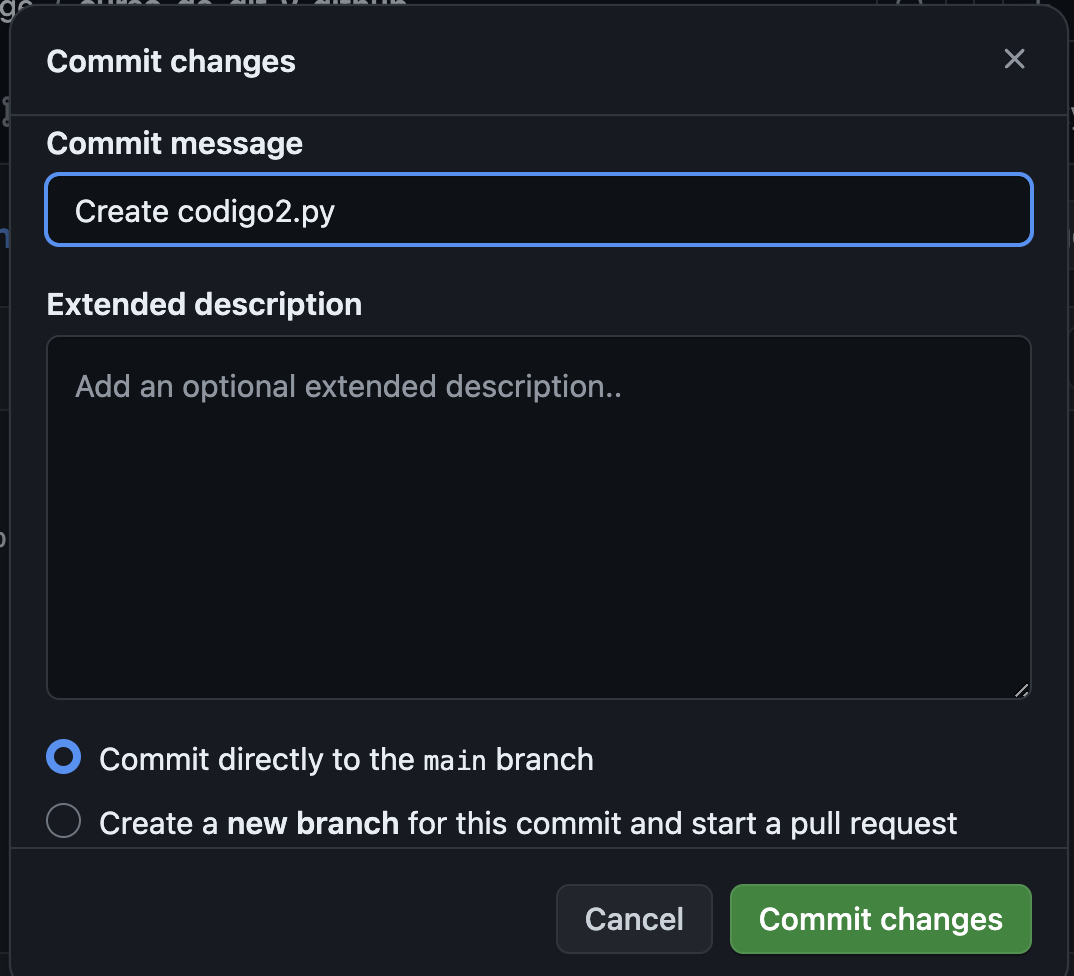 Commit changes
Commit message
Create codigo2.py
Extended description
Add an optional extended description..
Commit directly to the main branch
Create a new branch for this commit and start a pull request
Cancel
Commit changes